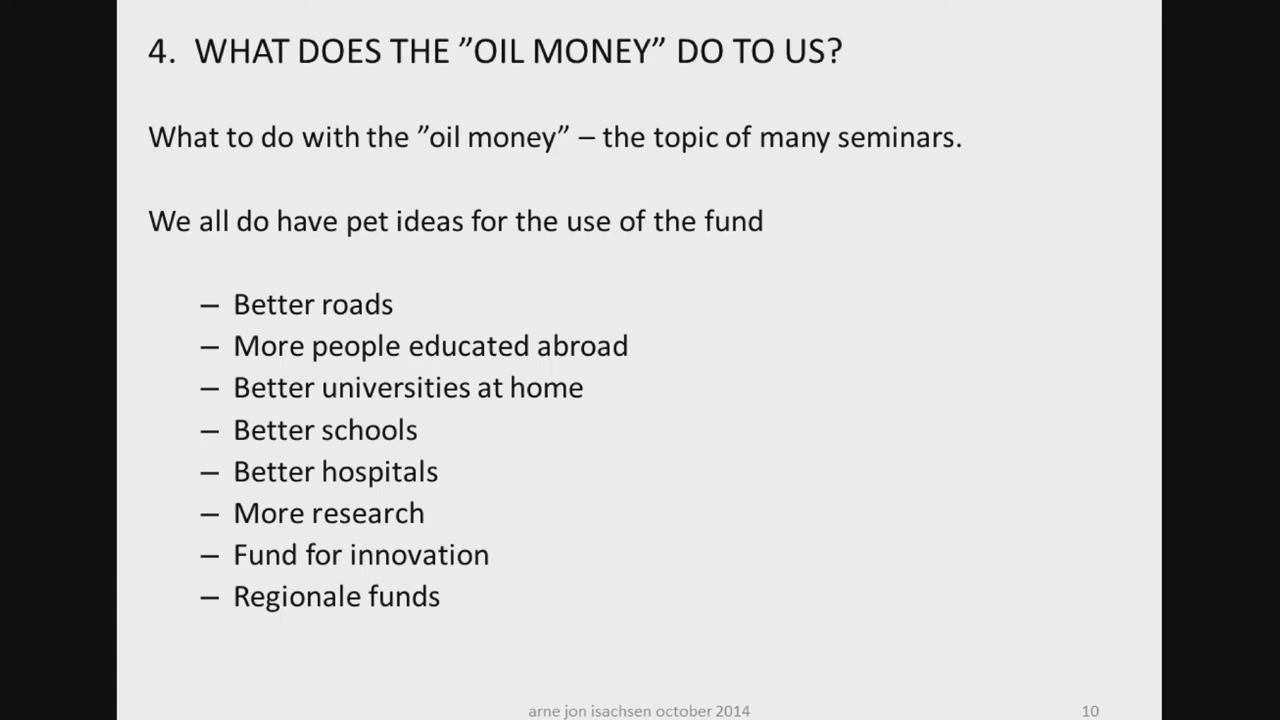 4. WHAT DOES THE ”OIL MONEY” DO TO US?
What to do with the ”oil money” – the topic of many seminars.
We all do have pet ideas for the use of the fund
– Better roads
– More people educated abroad
– Better universities at home
– Better schools
– Better hospitals
– More research
– Fund for innovation
– Regionale funds
arne jon isachsen october 2014 10